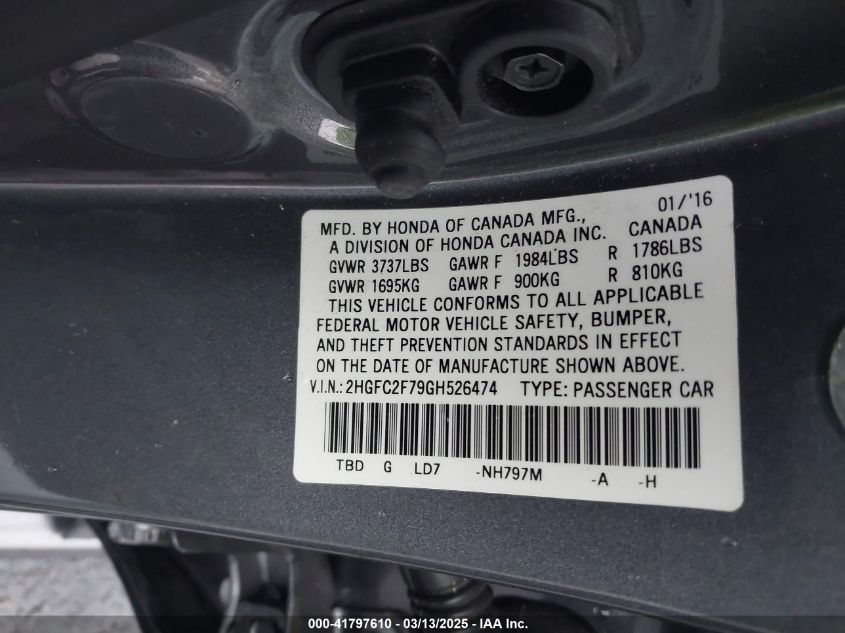 01/'16
MFD. BY HONDA OF CANADA MFG., CANADA
A DIVISION OF HONDA CANADA INC.
GVWR 3737LBS GAWR F 1984LBS R 1786LBS
GVWR 1695KG GAWR F 900KG R 810KG
THIS VEHICLE CONFORMS TO ALL APPLICABLE
FEDERAL MOTOR VEHICLE SAFETY, BUMPER,
AND THEFT PREVENTION STANDARDS IN EFFECT
ON THE DATE OF MANUFACTURE SHOWN ABOVE.
V.I.N.: 2HGFC2F79GH526474 TYPE: PASSENGER CAR
TBD G LD7 -NH797M -A -H
000-41797610 — 03/13/2025 — IAA Inc.